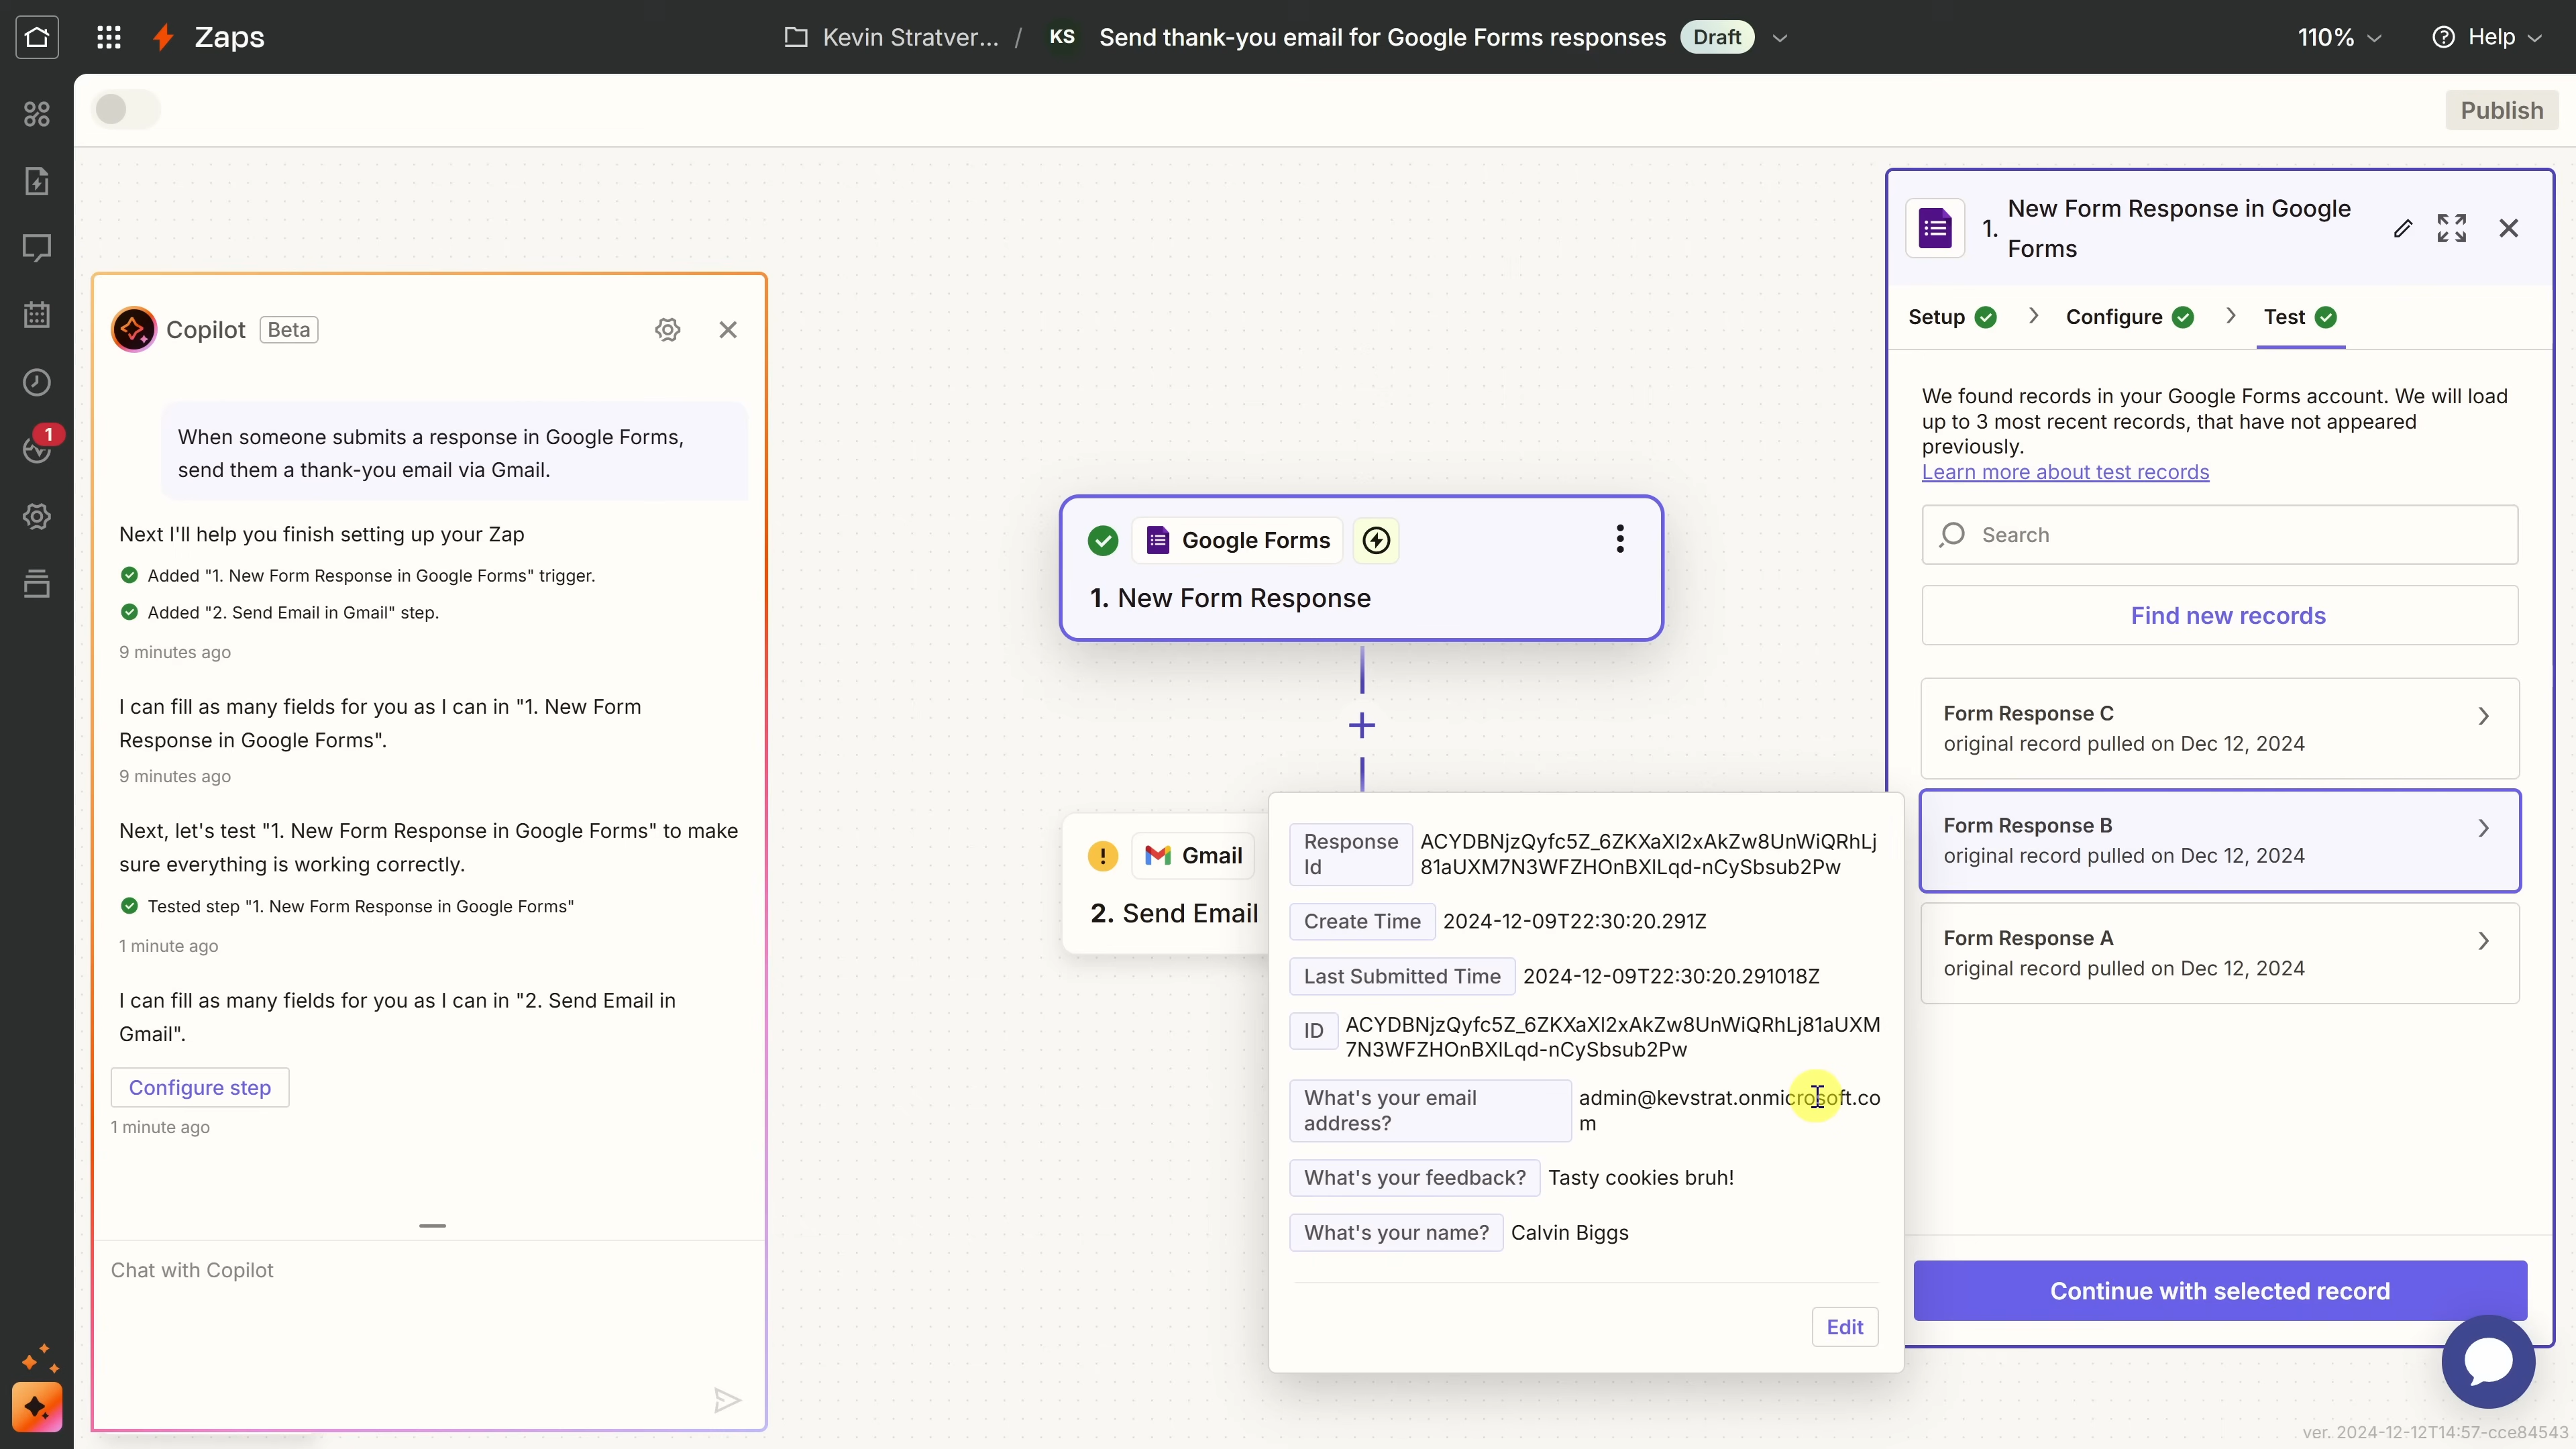 Zaps
Kevin Stratver... / KS Send thank-you email for Google Forms responses Draft
110%
Help
Publish
Copilot Beta
When someone submits a response in Google Forms,
send them a thank-you email via Gmail.
Next I'll help you finish setting up your Zap
Added "1. New Form Response in Google Forms" trigger.
Added "2. Send Email in Gmail" step.
9 minutes ago
I can fill as many fields for you as I can in "1. New Form
Response in Google Forms".
9 minutes ago
Next, let's test "1. New Form Response in Google Forms" to make
sure everything is working correctly.
Tested step "1. New Form Response in Google Forms"
1 minute ago
I can fill as many fields for you as I can in "2. Send Email in
Gmail".
Configure step
1 minute ago
Chat with Copilot
1
Google Forms
1. New Form Response
Gmail
2. Send Email
Response
Id
ACYDBNjzQyfc5Z_6ZKXaXl2xAkZw8UnWiQRhLj
81aUXM7N3WFZHOnBXlLqd-nCySbsub2Pw
Create Time 2024-12-09T22:30:20.291Z
Last Submitted Time 2024-12-09T22:30:20.291018Z
ID ACYDBNjzQyfc5Z_6ZKXaXl2xAkZw8UnWiQRhLj81aUXM
7N3WFZHOnBXlLqd-nCySbsub2Pw
What's your email
address?
admin@kevstrat.onmicrosoft.co
m
What's your feedback? Tasty cookies bruh!
What's your name? Calvin Biggs
Edit
1. New Form Response in Google
Forms
Setup Configure Test
We found records in your Google Forms account. We will load
up to 3 most recent records, that have not appeared
previously.
Learn more about test records
Search
Find new records
Form Response C
original record pulled on Dec 12, 2024
Form Response B
original record pulled on Dec 12, 2024
Form Response A
original record pulled on Dec 12, 2024
Continue with selected record
ver. 2024-12-12T14:57-cce84543